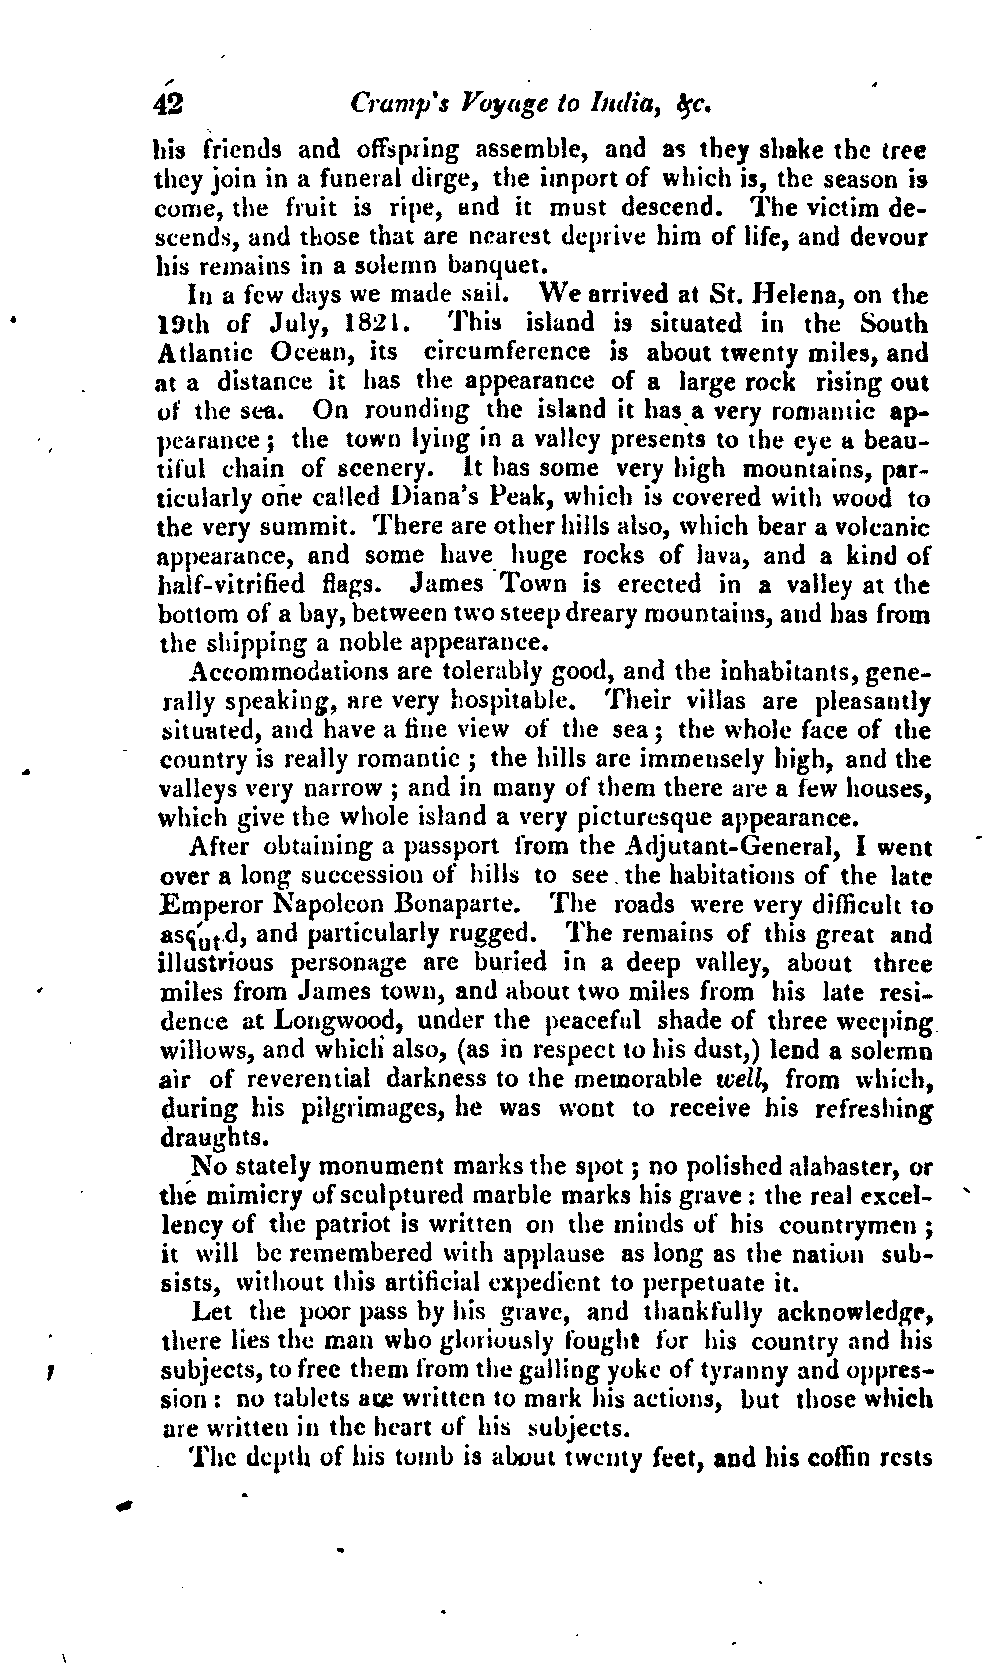 42 Cramp's Voyage to India, &c.
his friends and offspring assemble, and as they shake the tree
they join in a funeral dirge, the import of which is, the season is
come, the fruit is ripe, and it must descend. The victim de-
scends, and those that are nearest deprive him of life, and devour
his remains in a solemn banquet.
In a few days we made sail. We arrived at St. Helena, on the
19th of July, 1821. This island is situated in the South
Atlantic Ocean, its circumference is about twenty miles, and
at a distance it has the appearance of a large rock rising out
of the sea. On rounding the island it has a very romantic ap-
pearance; the town lying in a valley presents to the eye a beau-
tiful chain of scenery. It has some very high mountains, par-
ticularly one called Diana's Peak, which is covered with wood to
the very summit. There are other hills also, which bear a volcanic
appearance, and some have huge rocks of lava, and a kind of
half-vitrified flags. James Town is erected in a valley at the
bottom of a bay, between two steep dreary mountains, and has from
the shipping a noble appearance.
Accommodations are tolerably good, and the inhabitants, gene-
rally speaking, are very hospitable. Their villas are pleasantly
situated, and have a fine view of the sea; the whole face of the
country is really romantic; the hills are immensely high, and the
valleys very narrow; and in many of them there are a few houses,
which give the whole island a very picturesque appearance.
After obtaining a passport from the Adjutant-General, I went
over a long succession of hills to see the habitations of the late
Emperor Napoleon Bonaparte. The roads were very difficult to
and particularly rugged. The remains of this great and
illustrious personage are buried in a deep valley, about three
miles from James town, and about two miles from his late resi-
dence at Longwood, under the peaceful shade of three weeping
willows, and which also, (as in respect to his dust,) lend a solemn
air of reverential darkness to the memorable well, from which,
during his pilgrimages, he was wont to receive his refreshing
draughts.
No stately monument marks the spot; no polished alabaster, or
the mimicry of sculptured marble marks his grave: the real excel-
lency of the patriot is written on the minds of his countrymen;
it will be remembered with applause as long as the nation sub-
sists, without this artificial expedient to perpetuate it.
Let the poor pass by his grave, and thankfully acknowledge,
there lies the man who gloriously fought for his country and his
subjects, to free them from the galling yoke of tyranny and oppres-
sion: no tablets are written to mark his actions, but those which
are written in the heart of his subjects.
The depth of his tomb is about twenty feet, and his coffin rests